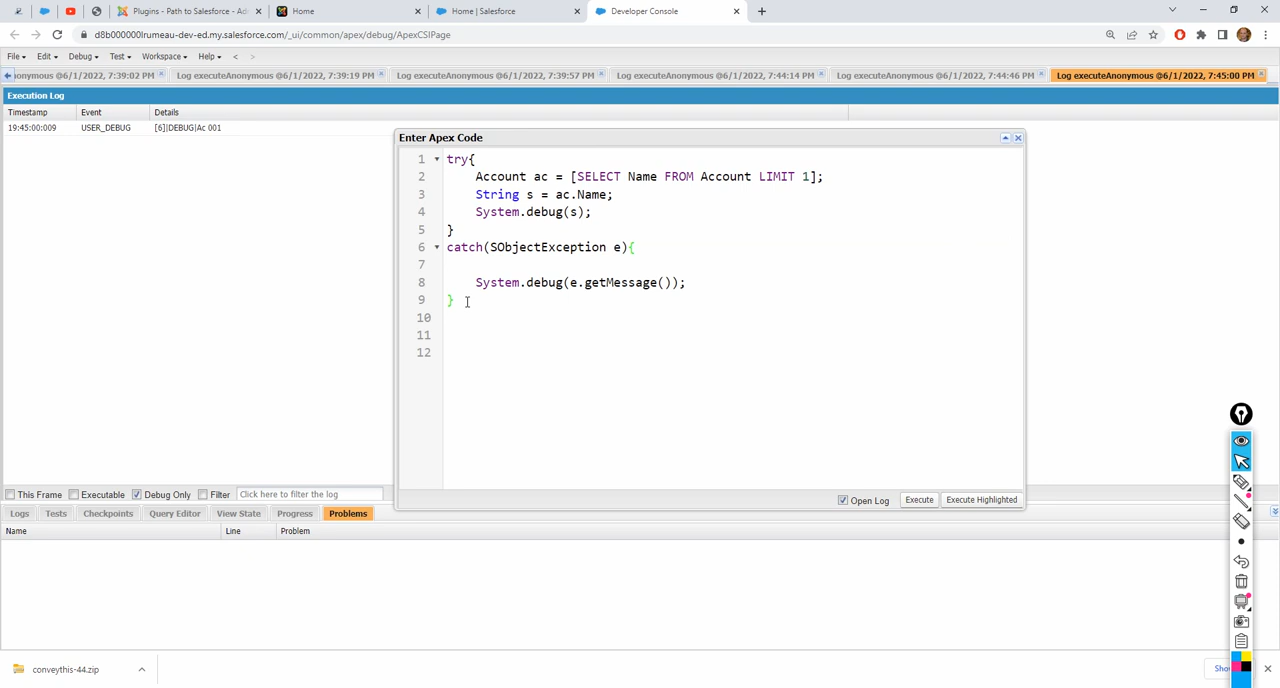 Plugins - Path to Salesforce - Ad
Home
Home | Salesforce
Developer Console
d8b000000lrumeau-dev-ed.my.salesforce.com/_ui/common/apex/debug/ApexCSIPage
File Edit Debug Test Workspace Help < >
nonymous @6/1/2022, 7:39:02 PM
Log executeAnonymous @6/1/2022, 7:39:19 PM
Log executeAnonymous @6/1/2022, 7:39:57 PM
Log executeAnonymous @6/1/2022, 7:44:14 PM
Log executeAnonymous @6/1/2022, 7:44:46 PM
Log executeAnonymous @6/1/2022, 7:45:00 PM
Execution Log
Timestamp Event Details
19:45:00:009 USER_DEBUG [6]|DEBUG|Ac 001
Enter Apex Code
1 try{
2 Account ac = [SELECT Name FROM Account LIMIT 1];
3 String s = ac.Name;
4 System.debug(s);
5 }
6 catch(SObjectException e){
7
8 System.debug(e.getMessage());
9 }
10
11
12
Open Log Execute Execute Highlighted
This Frame Executable Debug Only Filter Click here to filter the log
Logs Tests Checkpoints Query Editor View State Progress Problems
Name Line Problem
conveythis-44.zip
Sho